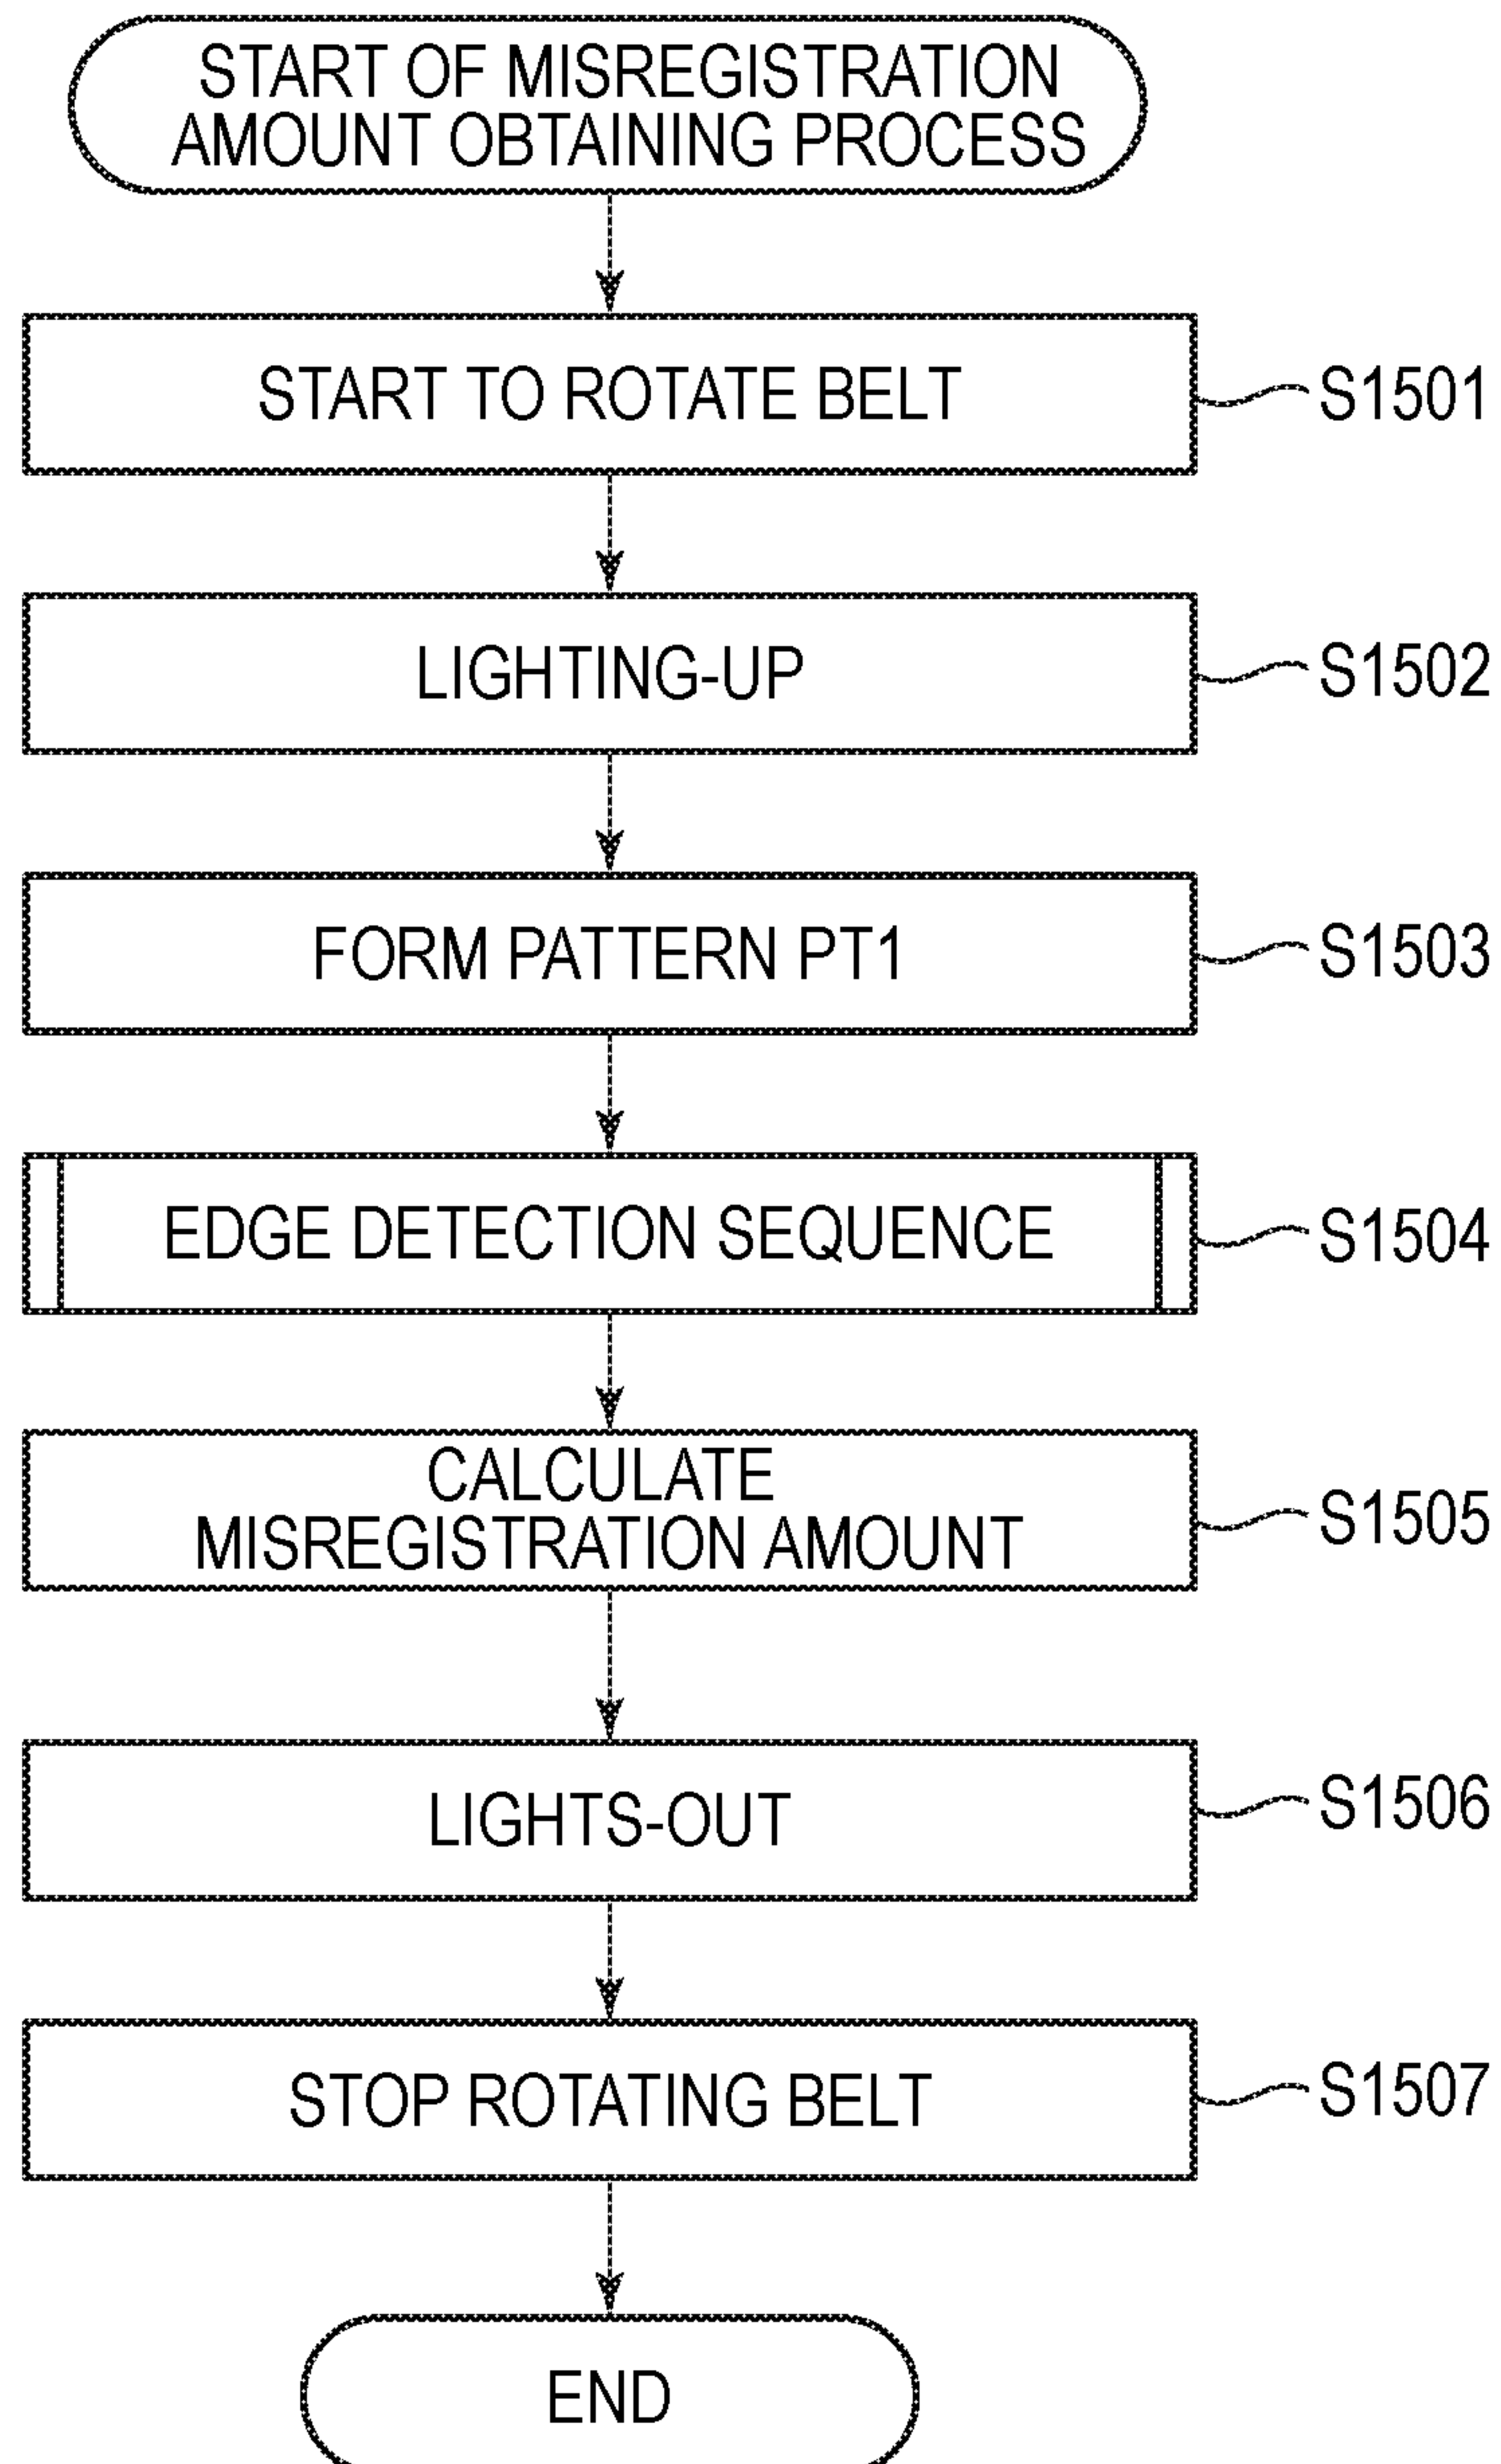 START OF MISREGISTRATION
AMOUNT OBTAINING PROCESS
START TO ROTATE BELT
S1501
LIGHTING-UP
S1502
FORM PATTERN PT1
S1503
EDGE DETECTION SEQUENCE
S1504
CALCULATE
MISREGISTRATION AMOUNT
S1505
LIGHTS-OUT
S1506
STOP ROTATING BELT
S1507
END